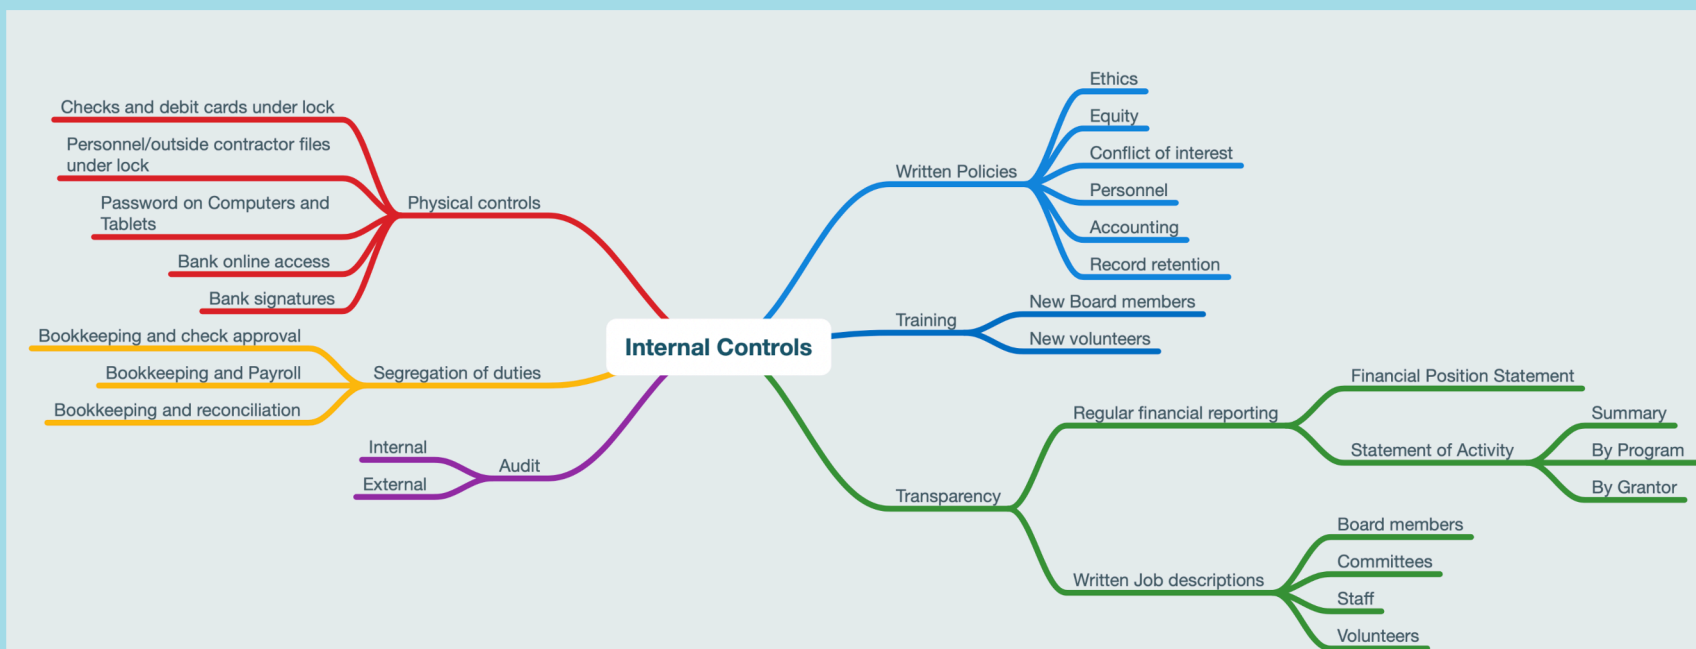 Checks and debit cards under lock
Personnel/outside contractor files
under lock
Password on Computers and
Tablets
Bank online access
Bank signatures
Physical controls
Bookkeeping and check approval
Bookkeeping and Payroll
Bookkeeping and reconciliation
Segregation of duties
Internal
External
Audit
Internal Controls
Written Policies
Ethics
Equity
Conflict of interest
Personnel
Accounting
Record retention
Training
New Board members
New volunteers
Transparency
Regular financial reporting
Financial Position Statement
Statement of Activity
Summary
By Program
By Grantor
Written Job descriptions
Board members
Committees
Staff
Volunteers